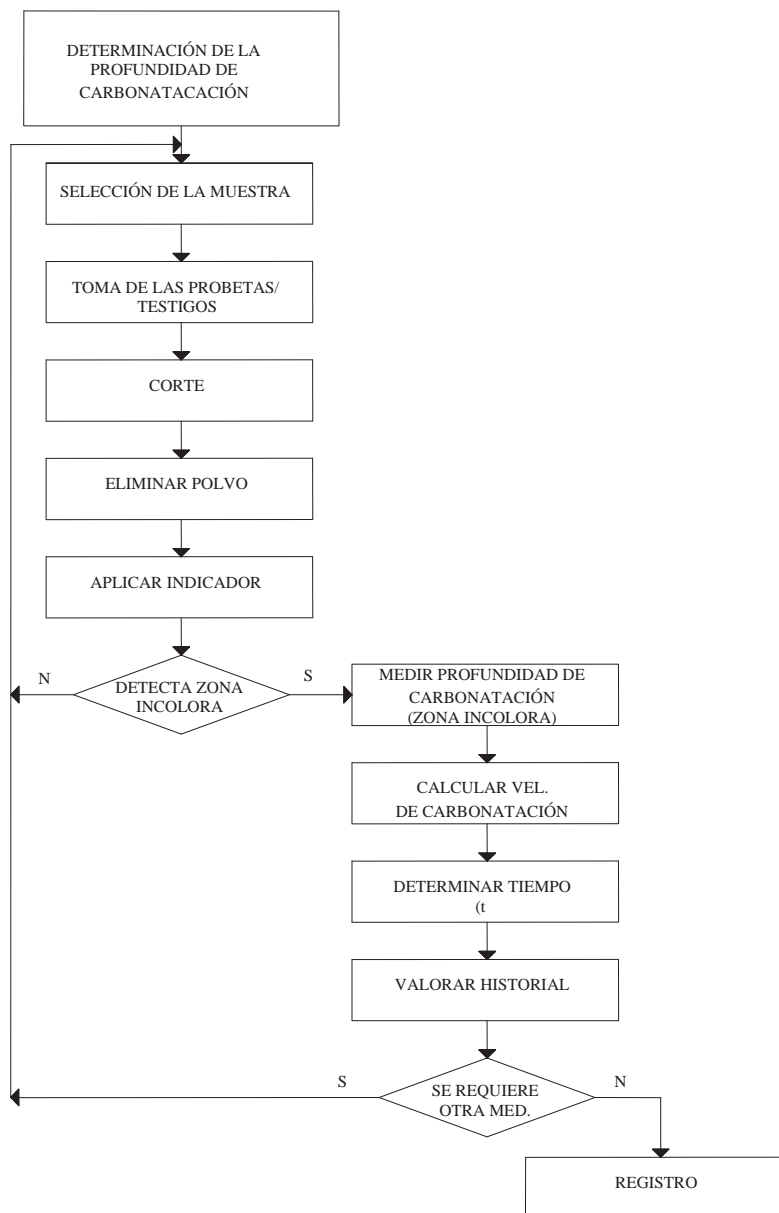 DETERMINACIÓN DE LA
PROFUNDIDAD DE
CARBONATACACIÓN
SELECCIÓN DE LA MUESTRA
TOMA DE LAS PROBETAS/
TESTIGOS
CORTE
ELIMINAR POLVO
APLICAR INDICADOR
N
DETECTA ZONA
INCOLORA
S
MEDIR PROFUNDIDAD DE
CARBONATACIÓN
(ZONA INCOLORA)
CALCULAR VEL.
DE CARBONATACIÓN
DETERMINAR TIEMPO
(t
VALORAR HISTORIAL
S
SE REQUIERE
OTRA MED.
N
REGISTRO